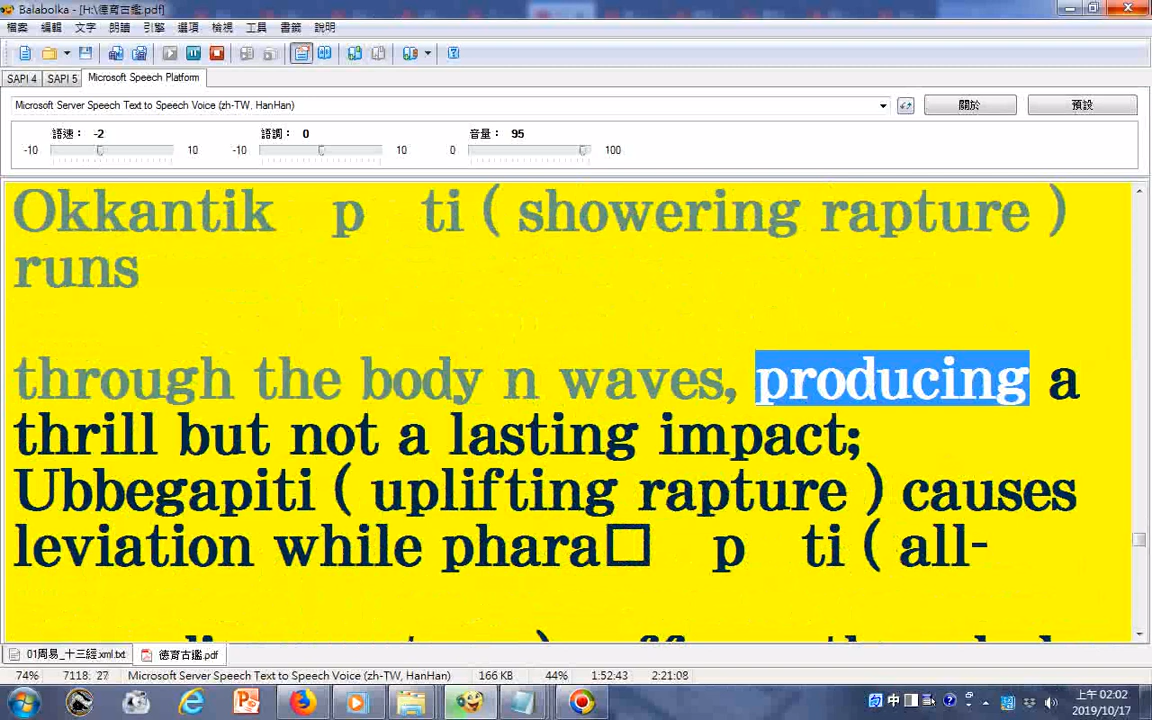 Balabolka - [H:\德育古鑑.pdf]
檔案 編輯 文字 朗讀 引擎 選項 檢視 工具 書籤 說明
SAPI 4 SAPI 5 Microsoft Speech Platform
Microsoft Server Speech Text to Speech Voice (zh-TW, HanHan) 關於 預設
語速： -2 語調： 0 音量： 95
-10 10 -10 10 0 100
Okkantik p ti ( showering rapture )
runs
through the body n waves, producing a
thrill but not a lasting impact;
Ubbegapiti ( uplifting rapture ) causes
leviation while phara□ p ti ( all-
01周易_十三經.xml.txt 德育古鑑.pdf
74% 7118: 27 Microsoft Server Speech Text to Speech Voice (zh-TW, HanHan) 166 KB 44% 1:52:43 2:21:08
中 上午 02:02
2019/10/17